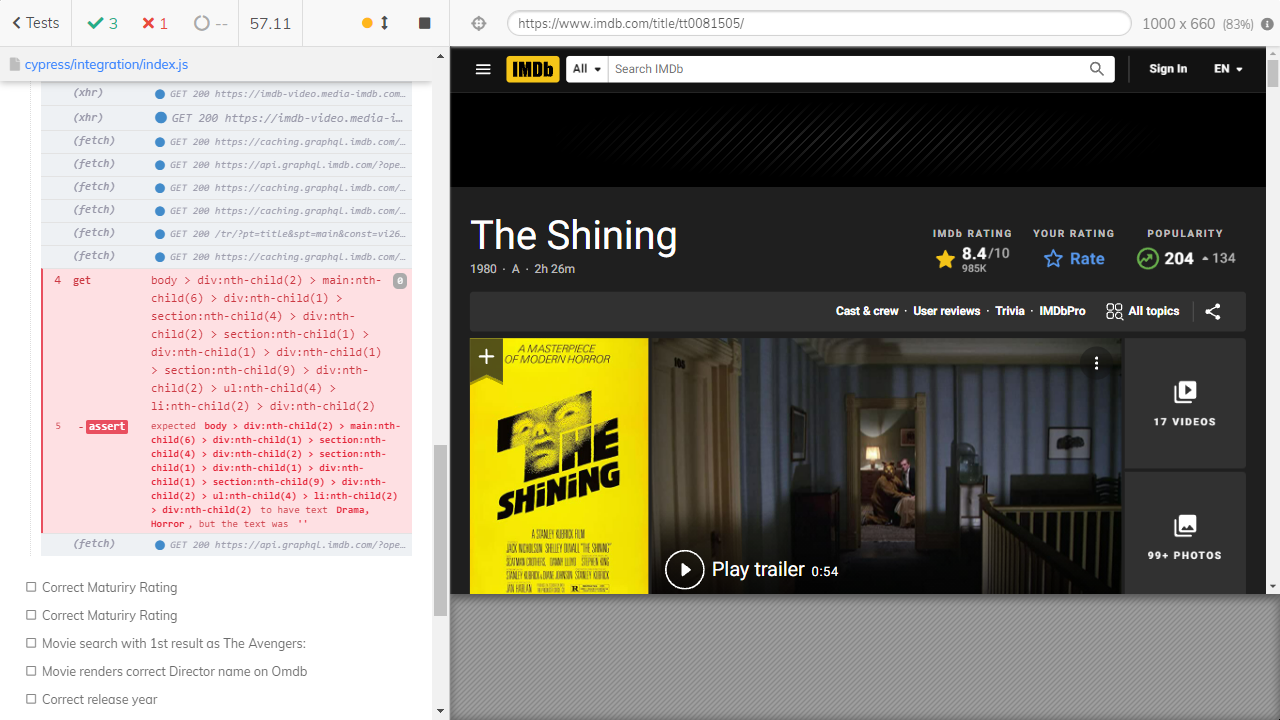 Tests
3
1
--
57.11
cypress/integration/index.js
(xhr) GET 200 https://imdb-video.media-imdb.com…
(xhr) GET 200 https://imdb-video.media-i…
(fetch) GET 200 https://caching.graphql.imdb.com/…
(fetch) GET 200 https://api.graphql.imdb.com/?ope…
(fetch) GET 200 https://caching.graphql.imdb.com/…
(fetch) GET 200 https://caching.graphql.imdb.com/…
(fetch) GET 200 /tr/?pt=title&spt=main&const=vi26…
(fetch) GET 200 https://caching.graphql.imdb.com/…
4 get body > div:nth-child(2) > main:nth- 0
child(6) > div:nth-child(1) >
section:nth-child(4) > div:nth-
child(2) > section:nth-child(1) >
div:nth-child(1) > div:nth-child(1)
> section:nth-child(9) > div:nth-
child(2) > ul:nth-child(4) >
li:nth-child(2) > div:nth-child(2)
5 -assert expected body > div:nth-child(2) > main:nth-
child(6) > div:nth-child(1) > section:nth-
child(4) > div:nth-child(2) > section:nth-
child(1) > div:nth-child(1) > div:nth-
child(1) > section:nth-child(9) > div:nth-
child(2) > ul:nth-child(4) > li:nth-child(2)
> div:nth-child(2) to have text Drama,
Horror, but the text was ''
(fetch) GET 200 https://api.graphql.imdb.com/?ope…
Correct Maturiry Rating
Correct Maturiry Rating
Movie search with 1st result as The Avengers:
Movie renders correct Director name on Omdb
Correct release year
https://www.imdb.com/title/tt0081505/
1000 x 660 (83%)
IMDb
All
Search IMDb
Sign In
EN
The Shining
1980 · A · 2h 26m
IMDb RATING
8.4/10
985K
YOUR RATING
Rate
POPULARITY
204
134
Cast & crew · User reviews · Trivia · IMDbPro
All topics
A MASTERPIECE
OF MODERN HORROR
THE
SHiNiNG
A STANLEY KUBRICK FILM
JACK NICHOLSON SHELLEY DUVALL "THE SHINING"
SCATMAN CROTHERS, DANNY LLOYD STEPHEN KING
STANLEY KUBRICK & DIANE JOHNSON STANLEY KUBRICK
JAN HARLAN
R
Play trailer 0:54
17 VIDEOS
99+ PHOTOS